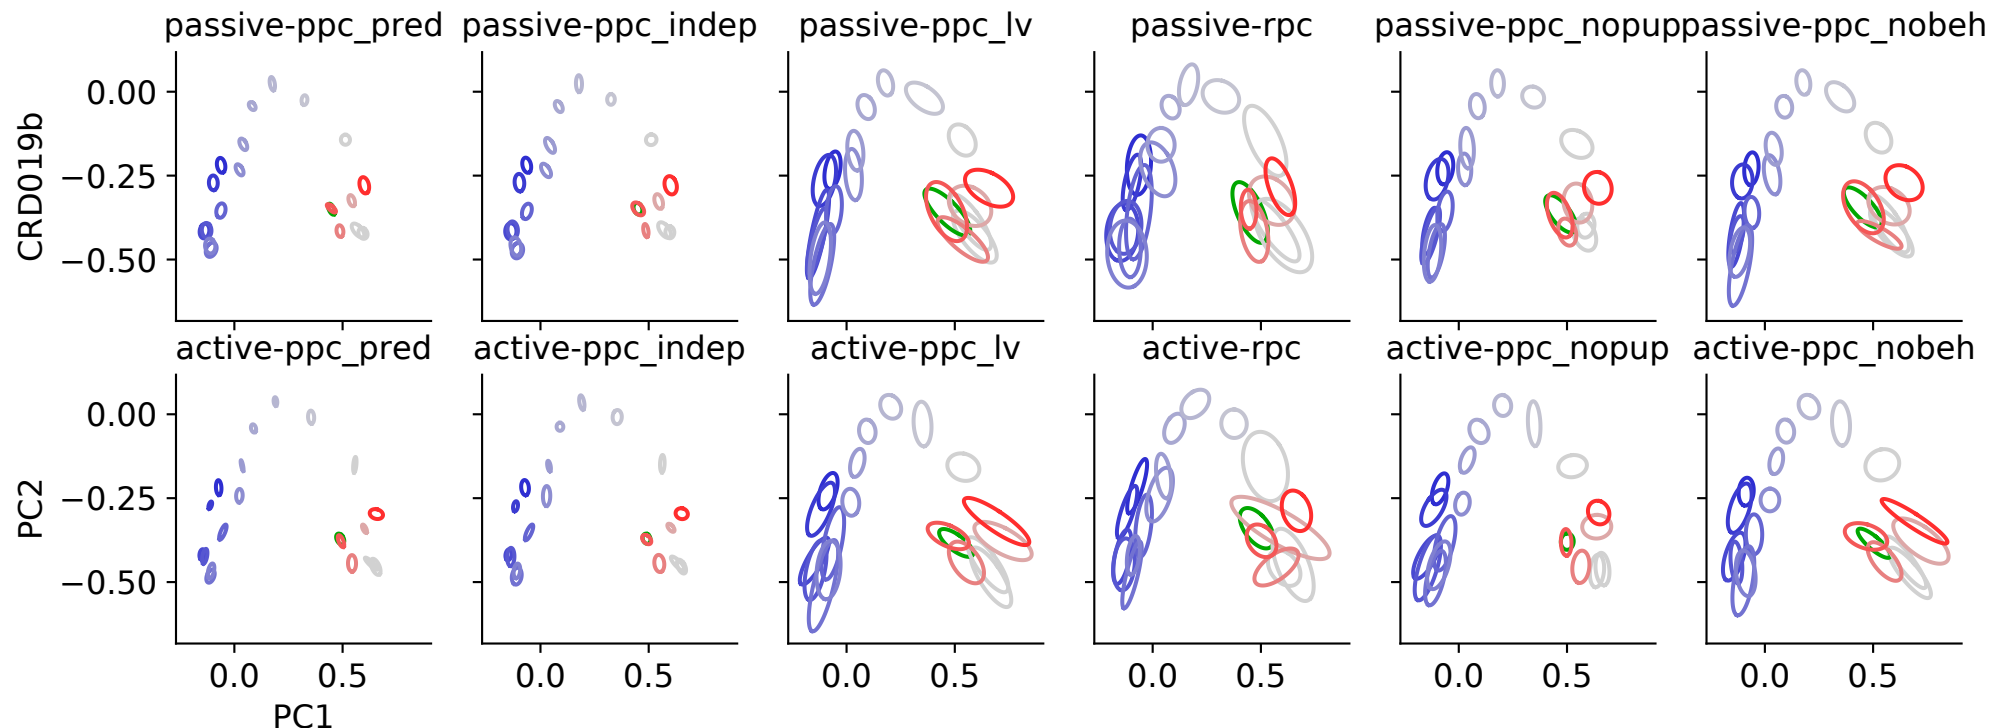 passive-ppc_pred passive-ppc_indep passive-ppc_lv passive-rpc passive-ppc_nopup passive-ppc_nobeh
CRD019b
0.00
−0.25
−0.50
active-ppc_pred active-ppc_indep active-ppc_lv active-rpc active-ppc_nopup active-ppc_nobeh
PC2
0.00
−0.25
−0.50
0.0 0.5 0.0 0.5 0.0 0.5 0.0 0.5 0.0 0.5 0.0 0.5
PC1